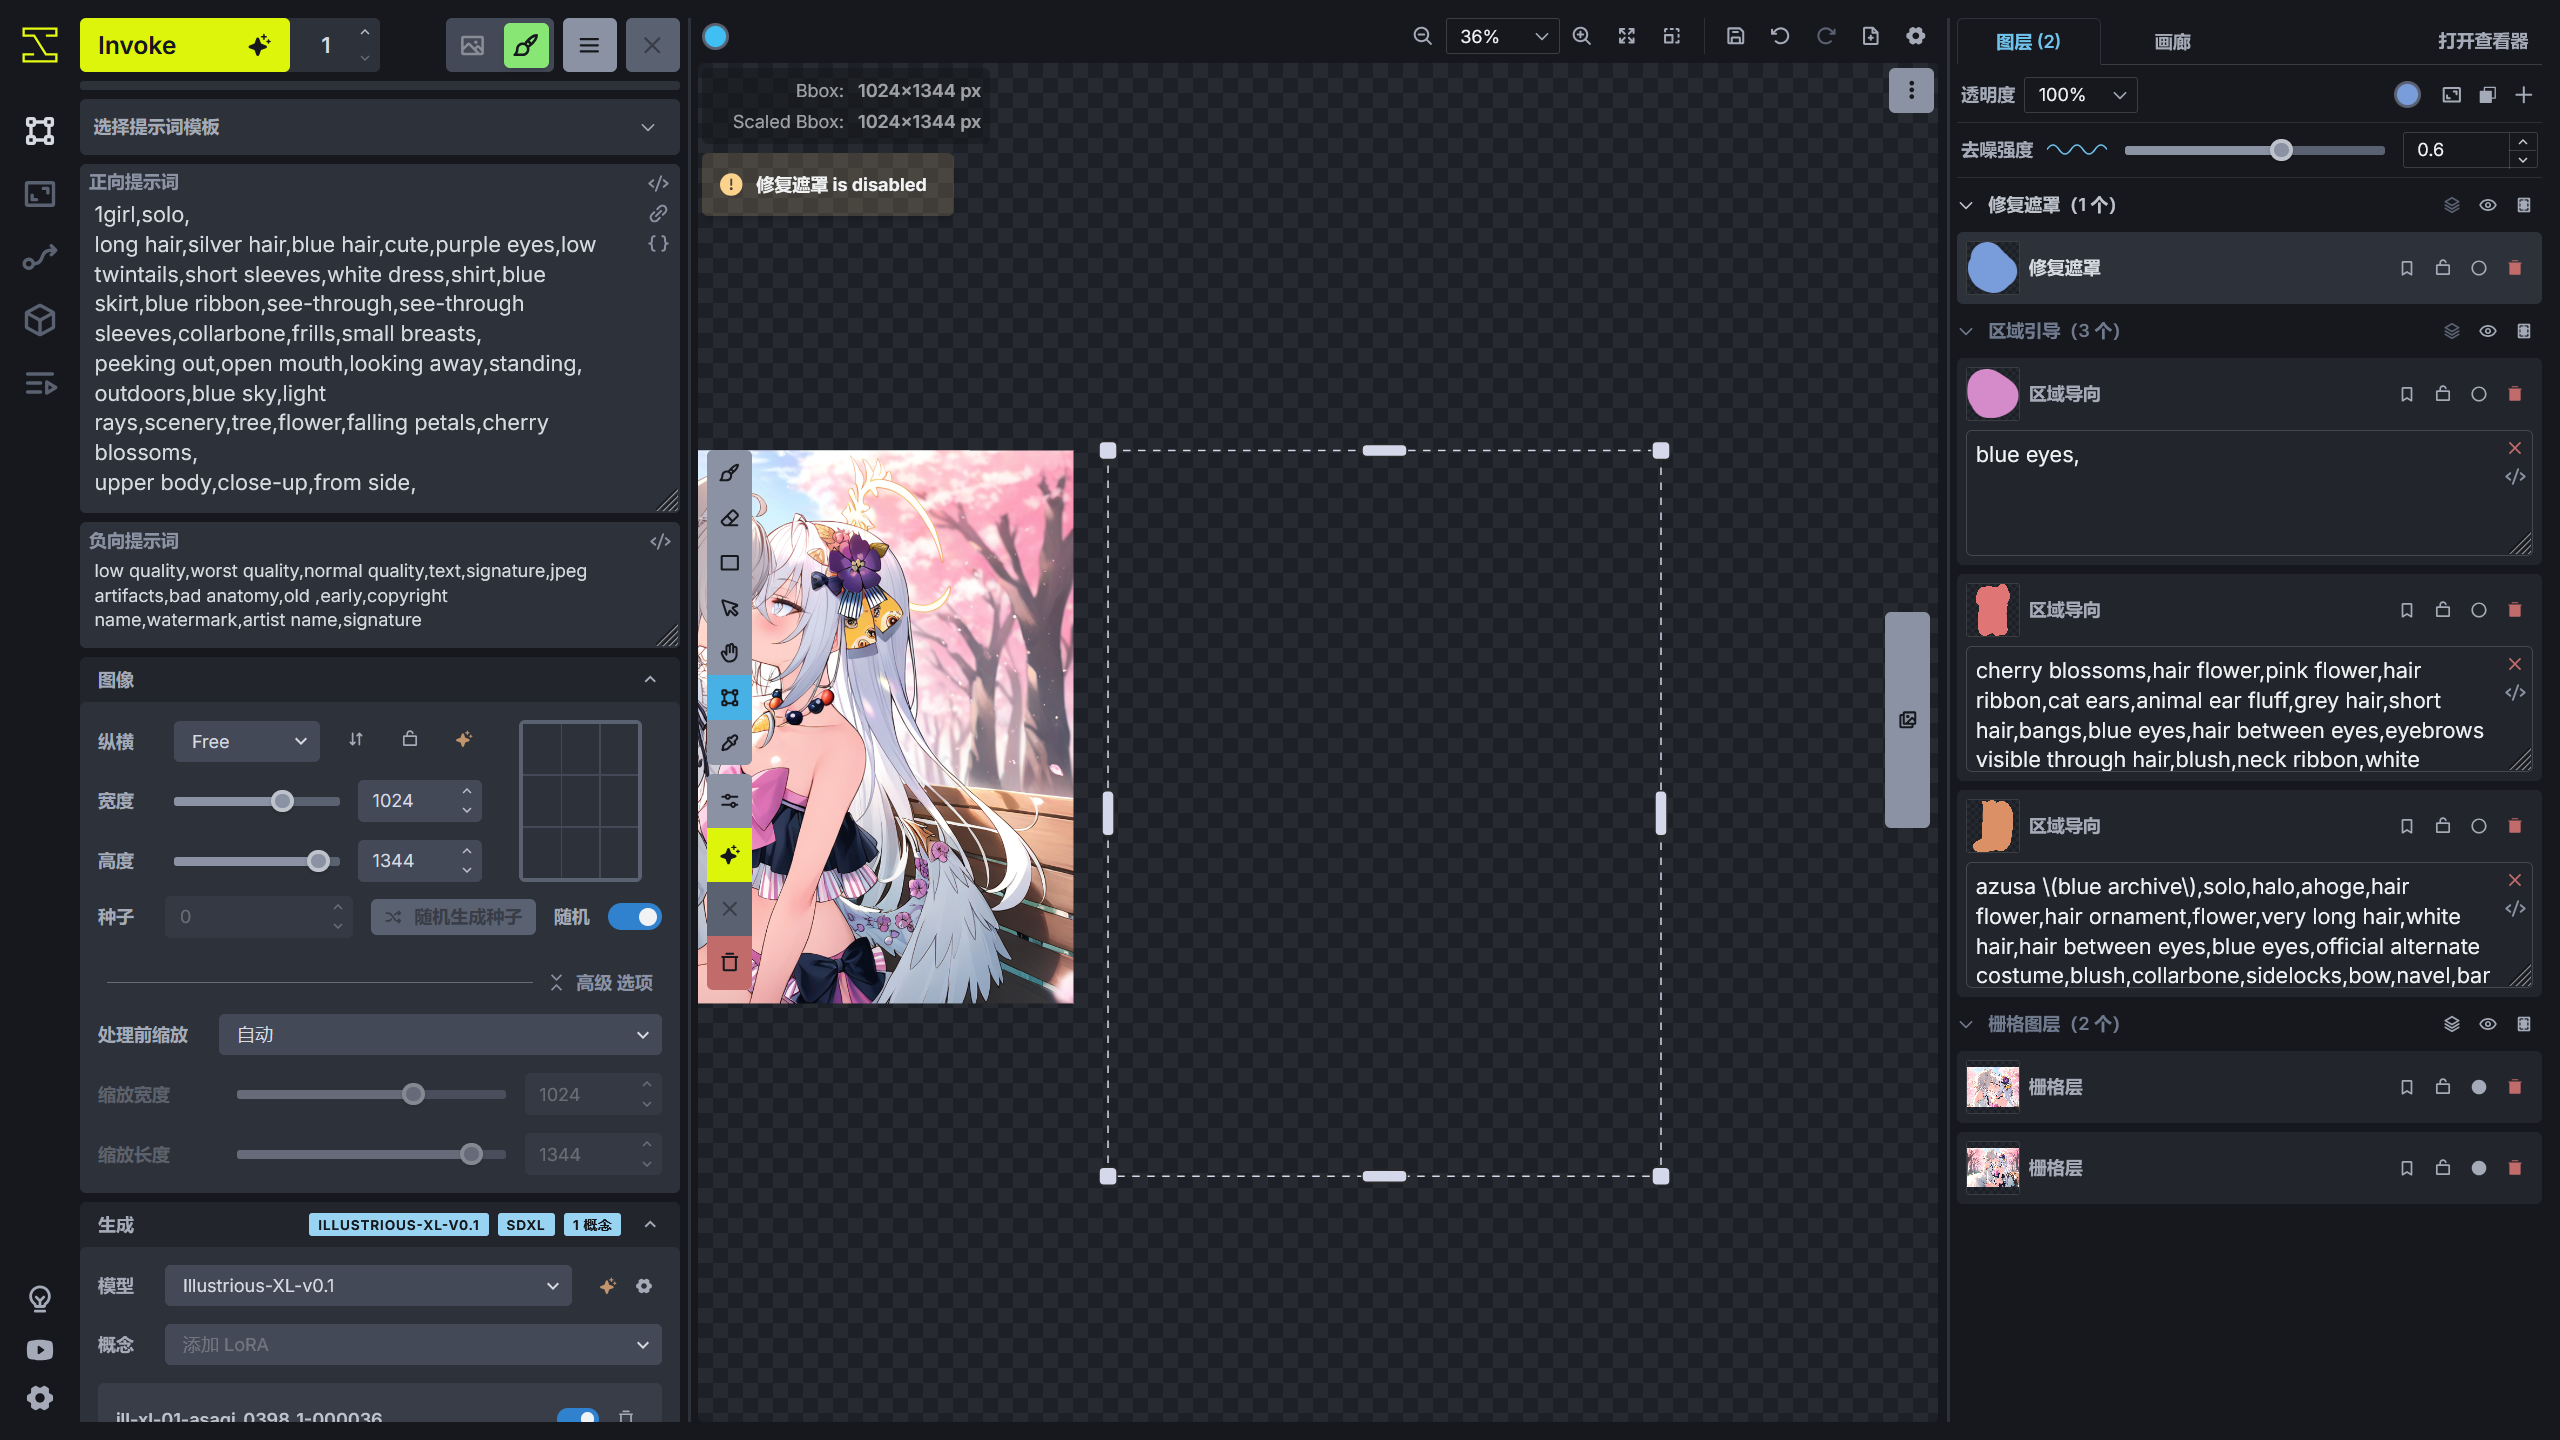 Invoke
1
选择提示词模板
正向提示词
1girl,solo,
long hair,silver hair,blue hair,cute,purple eyes,low
twintails,short sleeves,white dress,shirt,blue
skirt,blue ribbon,see-through,see-through
sleeves,collarbone,frills,small breasts,
peeking out,open mouth,looking away,standing,
outdoors,blue sky,light
rays,scenery,tree,flower,falling petals,cherry
blossoms,
upper body,close-up,from side,
负向提示词
low quality,worst quality,normal quality,text,signature,jpeg
artifacts,bad anatomy,old ,early,copyright
name,watermark,artist name,signature
图像
纵横
Free
宽度
1024
高度
1344
种子
0
随机生成种子
随机
高级 选项
处理前缩放
自动
缩放宽度
1024
缩放长度
1344
生成
ILLUSTRIOUS-XL-V0.1
SDXL
1 概念
模型
Illustrious-XL-v0.1
概念
添加 LoRA
ill-xl-01-asagi_0398_1-000036
36%
Bbox: 1024×1344 px
Scaled Bbox: 1024×1344 px
修复遮罩 is disabled
图层 (2)
画廊
打开查看器
透明度
100%
去噪强度
0.6
修复遮罩（1 个）
修复遮罩
区域引导（3 个）
区域导向
blue eyes,
区域导向
cherry blossoms,hair flower,pink flower,hair
ribbon,cat ears,animal ear fluff,grey hair,short
hair,bangs,blue eyes,hair between eyes,eyebrows
visible through hair,blush,neck ribbon,white
区域导向
azusa \(blue archive\),solo,halo,ahoge,hair
flower,hair ornament,flower,very long hair,white
hair,hair between eyes,blue eyes,official alternate
costume,blush,collarbone,sidelocks,bow,navel,bar
栅格图层（2 个）
栅格层
栅格层